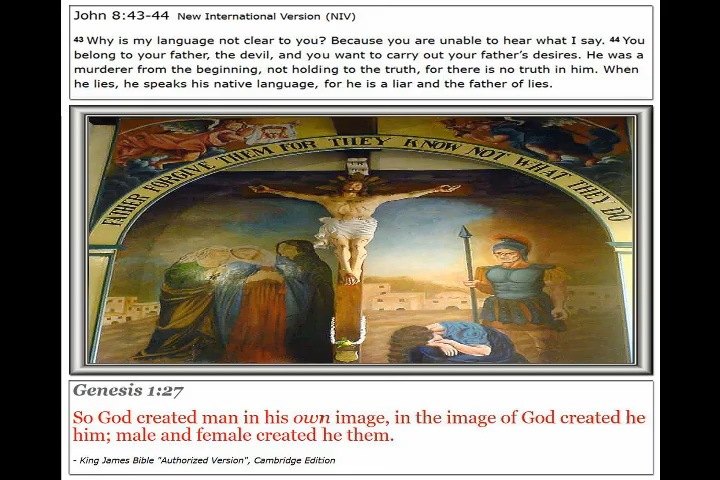 John 8:43-44 New International Version (NIV)
43 Why is my language not clear to you? Because you are unable to hear what I say. 44 You
belong to your father, the devil, and you want to carry out your father's desires. He was a
murderer from the beginning, not holding to the truth, for there is no truth in him. When
he lies, he speaks his native language, for he is a liar and the father of lies.
FATHER FORGIVE THEM FOR THEY KNOW NOT WHAT THEY DO
Genesis 1:27
So God created man in his own image, in the image of God created he
him; male and female created he them.
- King James Bible "Authorized Version", Cambridge Edition